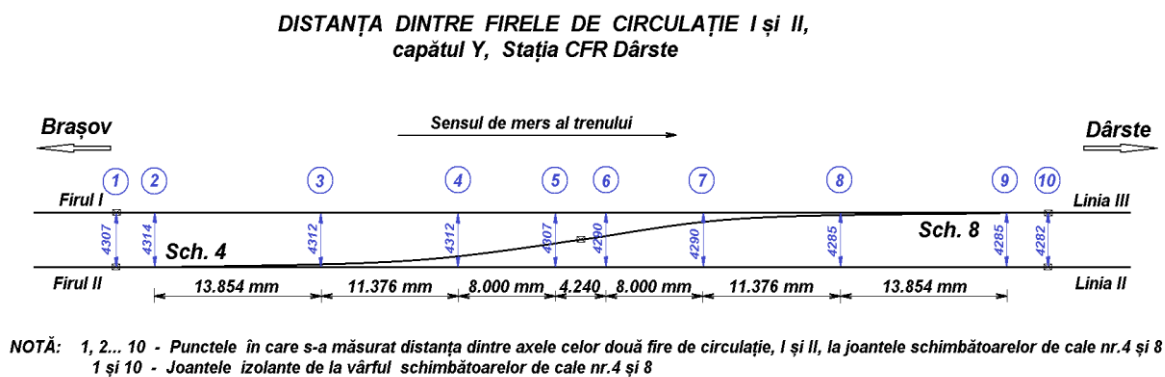 DISTANȚA DINTRE FIRELE DE CIRCULAȚIE I și II,
capătul Y, Stația CFR Dârste
Brașov
Sensul de mers al trenului
Dârste
1 2 3 4 5 6 7 8 9 10
Firul I
Linia III
4307 4314 4312 4312 4307 4290 4290 4285 4285 4282
Sch. 4
Sch. 8
Firul II
Linia II
13.854 mm 11.376 mm 8.000 mm 4.240 8.000 mm 11.376 mm 13.854 mm
NOTĂ: 1, 2... 10 - Punctele în care s-a măsurat distanța dintre axele celor două fire de circulație, I și II, la joantele schimbătoarelor de cale nr.4 și 8
1 și 10 - Joantele izolante de la vârful schimbătoarelor de cale nr.4 și 8